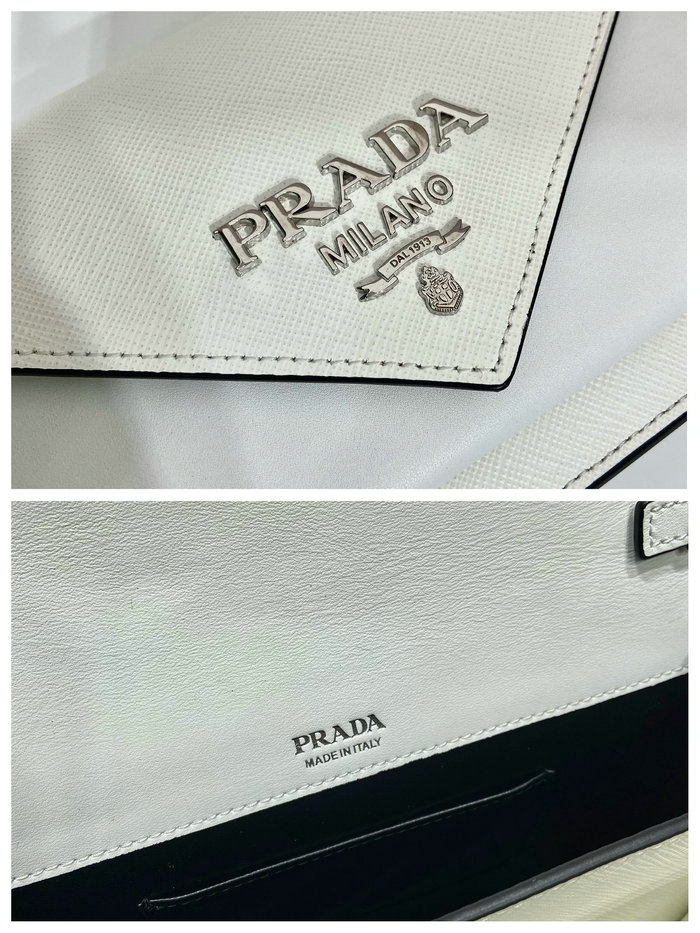 PRADA
MILANO
DAL 1913
PRADA
MADE IN ITALY